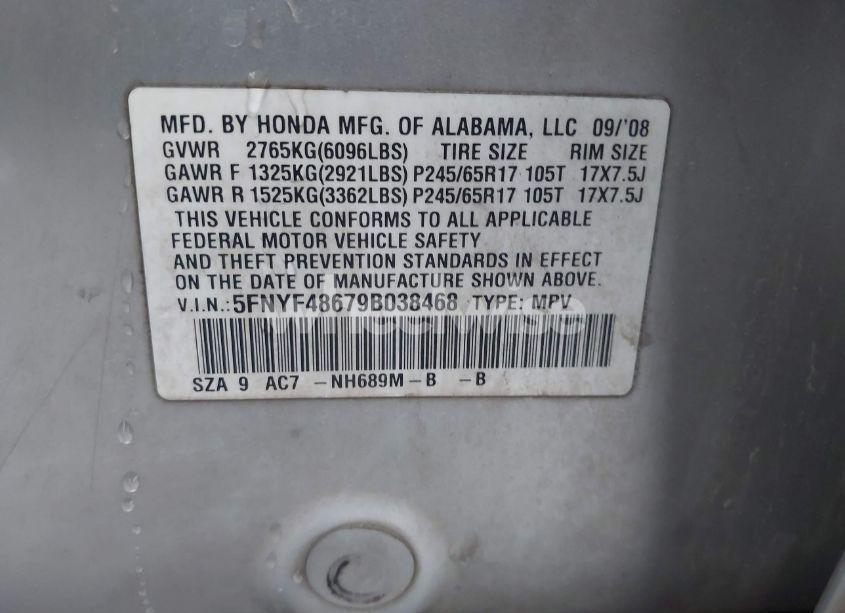 MFD. BY HONDA MFG. OF ALABAMA, LLC 09/'08
GVWR 2765KG(6096LBS) TIRE SIZE RIM SIZE
GAWR F 1325KG(2921LBS) P245/65R17 105T 17X7.5J
GAWR R 1525KG(3362LBS) P245/65R17 105T 17X7.5J
THIS VEHICLE CONFORMS TO ALL APPLICABLE
FEDERAL MOTOR VEHICLE SAFETY
AND THEFT PREVENTION STANDARDS IN EFFECT
ON THE DATE OF MANUFACTURE SHOWN ABOVE.
V.I.N.:5FNYF48679B038468 TYPE: MPV
Wheelwise
SZA 9 AC7 -NH689M-B -B